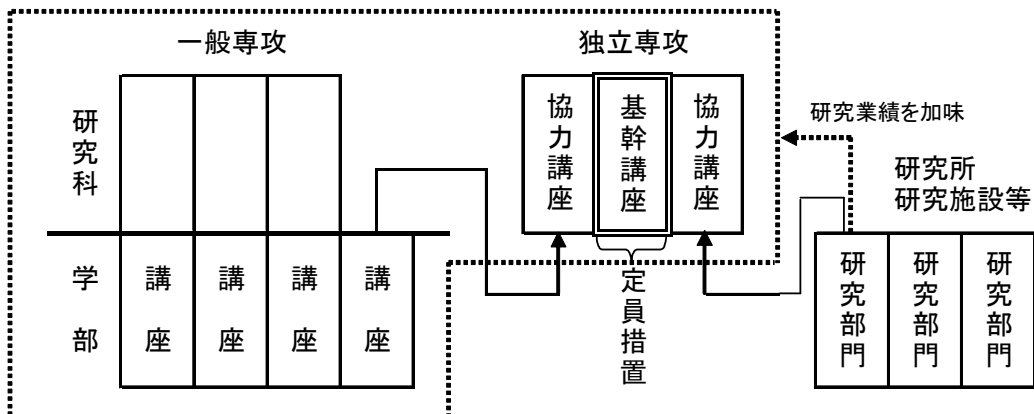 一般専攻
独立専攻
研究科
協力講座
基幹講座
協力講座
研究業績を加味
研究所
研究施設等
学部
講座
講座
講座
講座
定員措置
研究部門
研究部門
研究部門